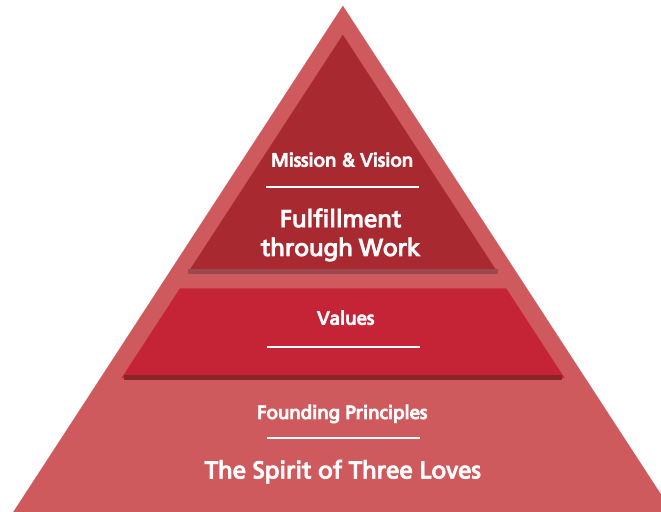 Mission & Vision
Fulfillment
through Work
Values
Founding Principles
The Spirit of Three Loves